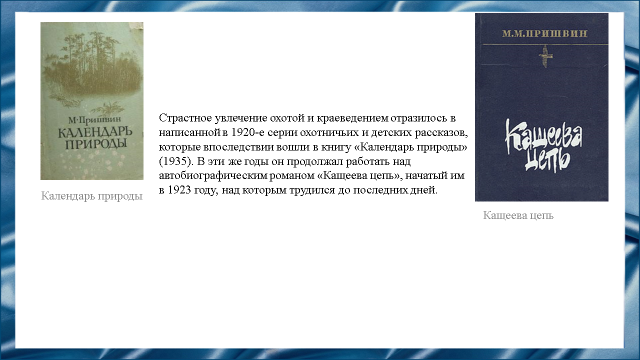 М.Пришвин
КАЛЕНДАРЬ
ПРИРОДЫ
Календарь природы
Страстное увлечение охотой и краеведением отразилось в
написанной в 1920-е серии охотничьих и детских рассказов,
которые впоследствии вошли в книгу «Календарь природы»
(1935). В эти же годы он продолжал работать над
автобиографическим романом «Кащеева цепь», начатый им
в 1923 году, над которым трудился до последних дней.
М.М.ПРИШВИН
Кащеева
цепь
Кащеева цепь